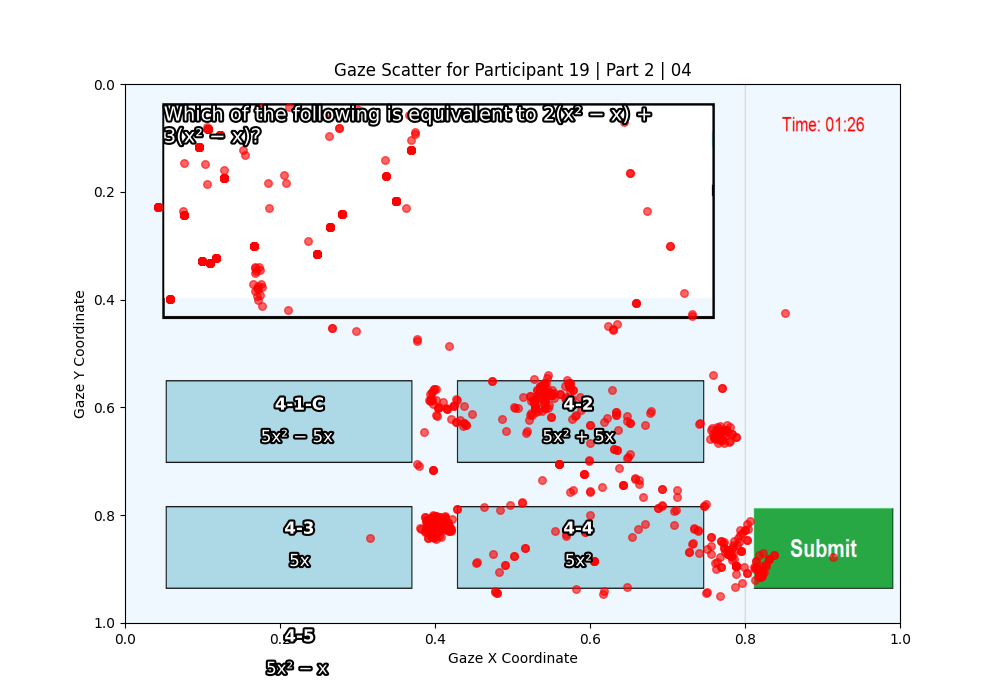 Gaze Scatter for Participant 19 | Part 2 | 04
0.0
Which of the following is equivalent to 2(x² − x) +
3(x² − x)?
Time: 01:26
0.2
0.4
Gaze Y Coordinate
0.6
4-1-C
5x² − 5x
4-2
5x² + 5x
0.8
4-3
5x
4-4
5x²
Submit
1.0
0.0 0.2 0.4 0.6 0.8 1.0
4-5
Gaze X Coordinate
5x² − x